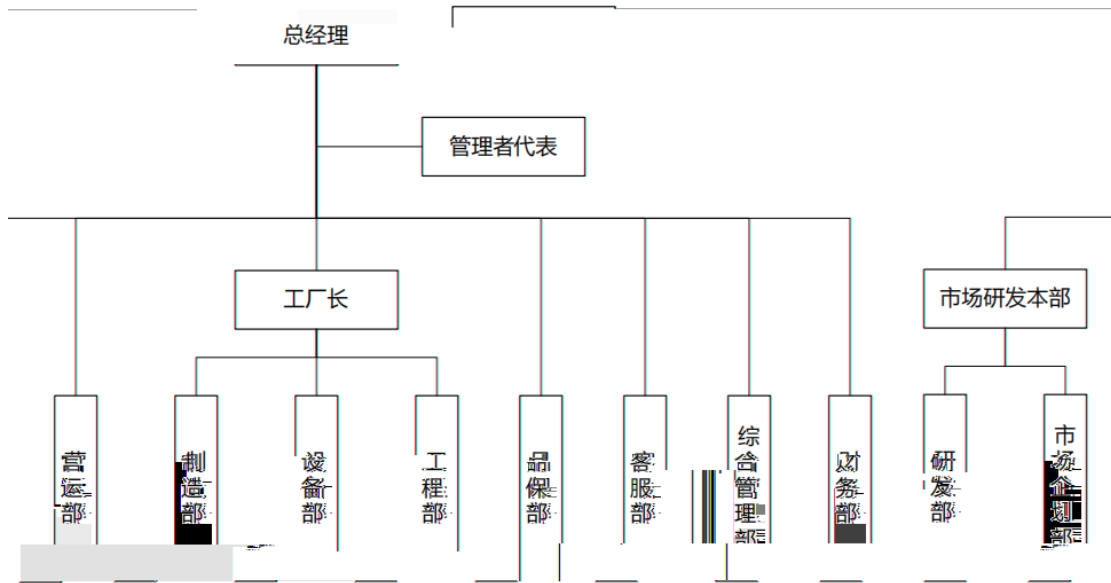 总经理
管理者代表
工厂长
市场研发本部
营运部
制造部
设备部
工程部
品保部
客服部
综合管理部
财务部
研发部
市场企划部